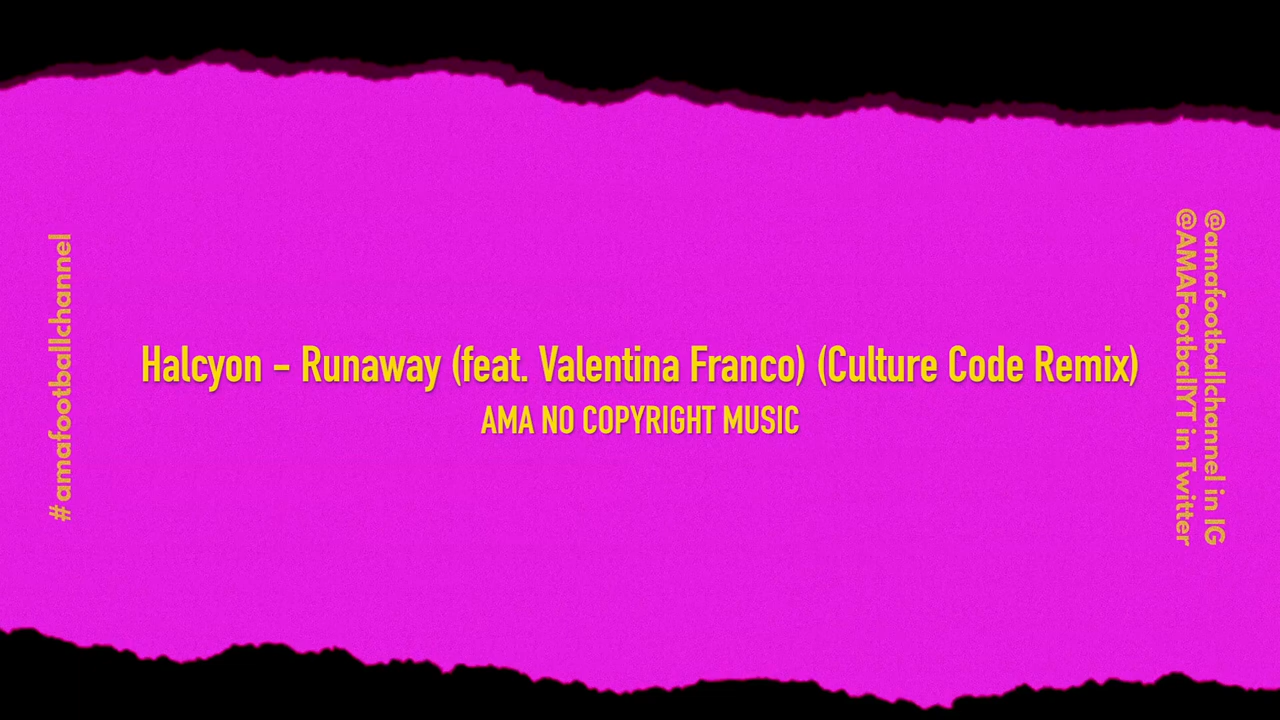 #amafootballchannel
Halcyon - Runaway (feat. Valentina Franco) (Culture Code Remix)
AMA NO COPYRIGHT MUSIC
@amafootballchannel in IG
@AMAFootballYT in Twitter